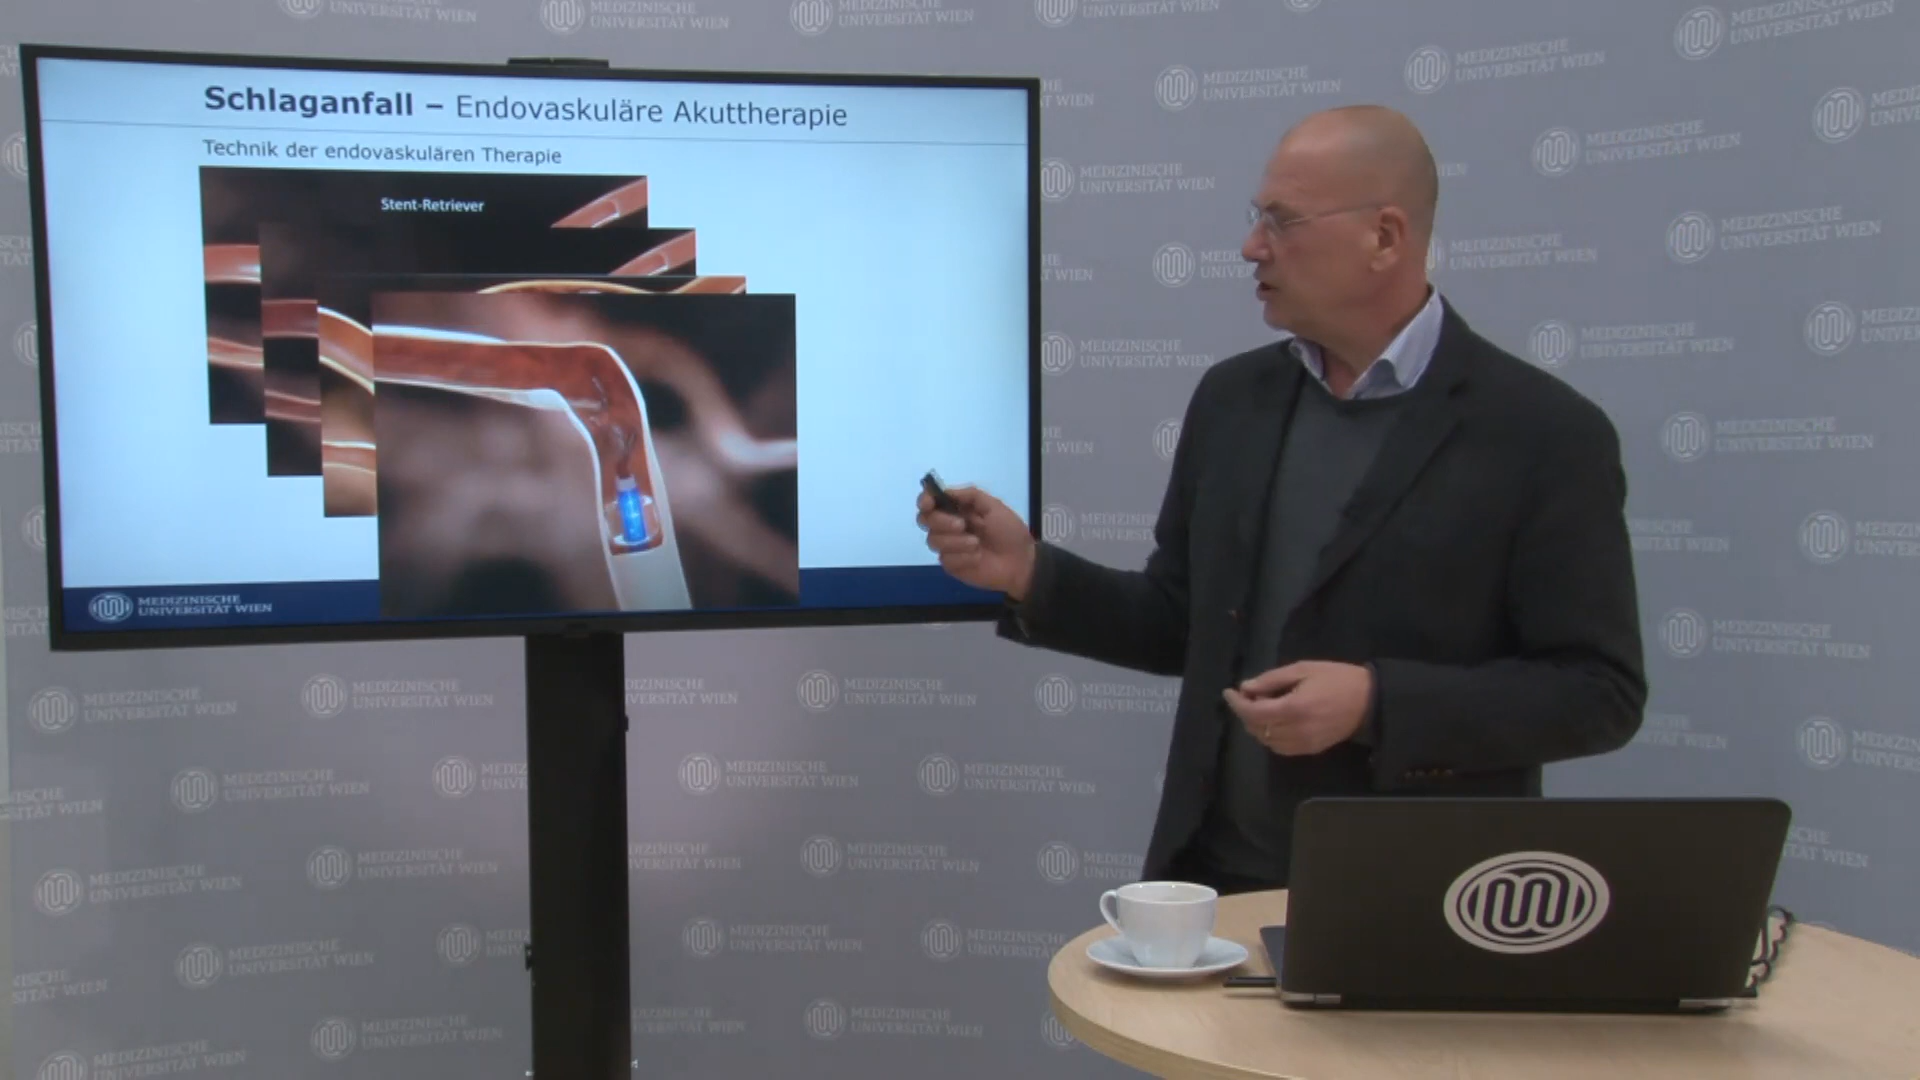 Schlaganfall – Endovaskuläre Akuttherapie
Technik der endovaskulären Therapie
Stent-Retriever
MEDIZINISCHE
UNIVERSITÄT WIEN
MEDIZINISCHE
UNIVERSITÄT WIEN